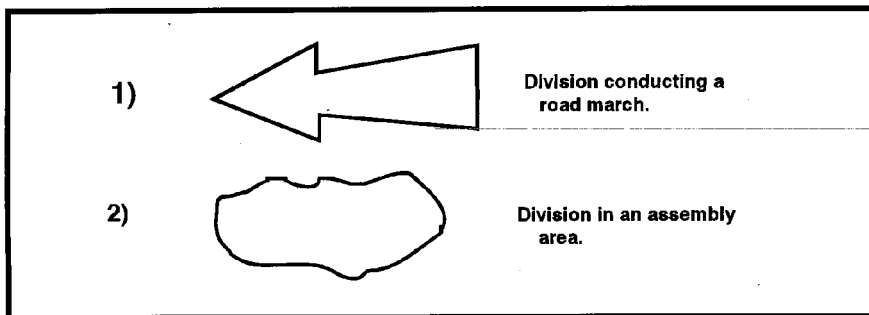 1)
Division conducting a
road march.
2)
Division in an assembly
area.